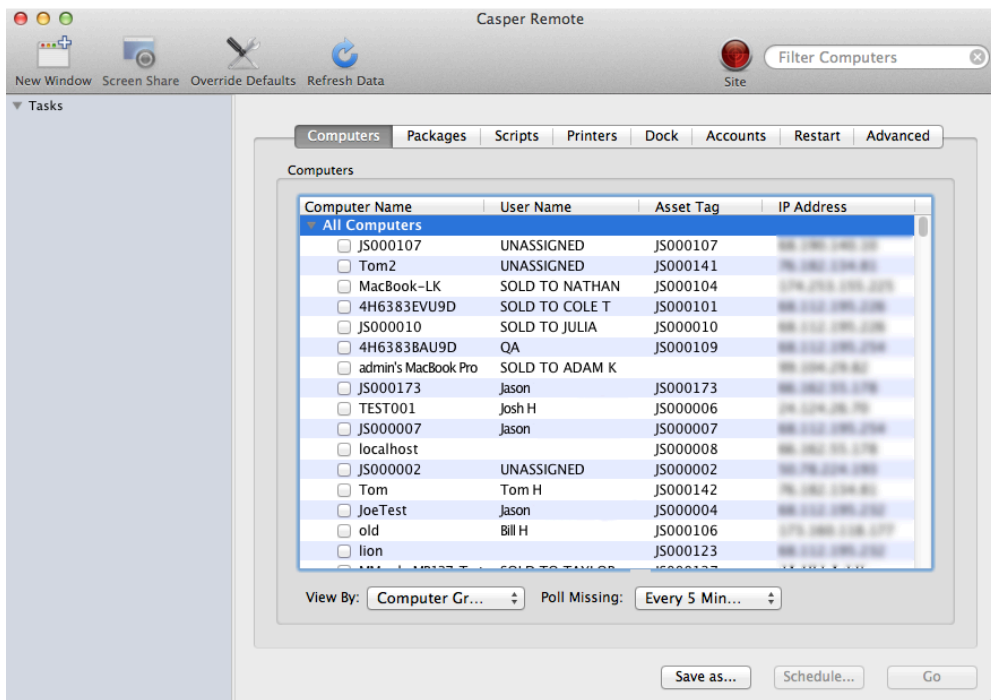 Casper Remote
New Window Screen Share Override Defaults Refresh Data Site Filter Computers
Tasks
Computers Packages Scripts Printers Dock Accounts Restart Advanced
Computers
Computer Name User Name Asset Tag IP Address
All Computers
JS000107 UNASSIGNED JS000107
Tom2 UNASSIGNED JS000141
MacBook-LK SOLD TO NATHAN JS000104
4H6383EVU9D SOLD TO COLE T JS000101
JS000010 SOLD TO JULIA JS000010
4H6383BAU9D QA JS000109
admin's MacBook Pro SOLD TO ADAM K
JS000173 Jason JS000173
TEST001 Josh H JS000006
JS000007 Jason JS000007
localhost JS000008
JS000002 UNASSIGNED JS000002
Tom Tom H JS000142
JoeTest Jason JS000004
old Bill H JS000106
lion JS000123
SOLD TO TAYLOR
View By: Computer Gr... Poll Missing: Every 5 Min...
Save as... Schedule... Go